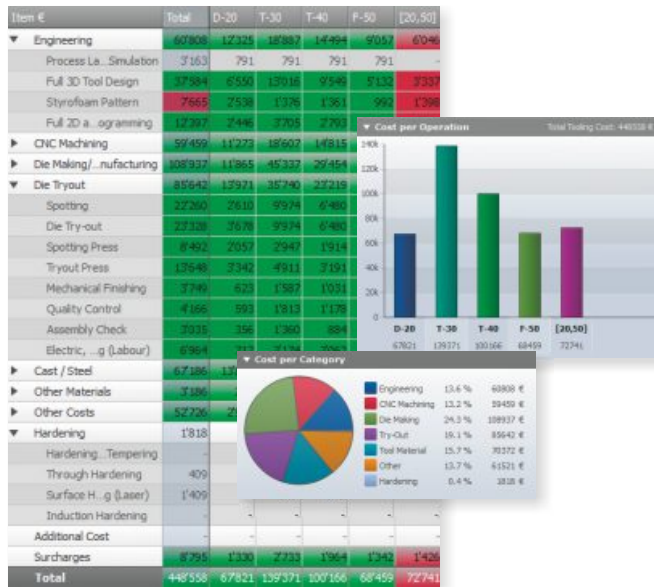 Item € Total D-20 T-30 T-40 F-50 [20,50]
Engineering 60'808 12'325 18'887 14'494 9'057 6'046
Process La...Simulation 3'163 791 791 791 791 -
Full 3D Tool Design 37'584 6'550 13'016 9'549 5'132 3'337
Styrofoam Pattern 7'665 2'538 1'376 1'361 992 1'398
Full 2D a...ogramming 12'397 2'446 3'705 2'793
CNC Machining 59'459 11'273 18'607 14'815
Die Making/...nufacturing 108'937 11'865 45'337 29'454
Die Tryout 85'642 13'971 35'740 23'219
Spotting 22'260 3'610 9'974 6'480
Die Try-out 23'328 3'678 9'974 6'480
Spotting Press 8'492 2'057 2'947 1'914
Tryout Press 13'648 3'342 4'911 3'191
Mechanical Finishing 3'749 623 1'587 1'031
Quality Control 4'166 593 1'813 1'178
Assembly Check 3'035 356 1'360 884
Electric, ...g (Labour) 6'964
Cast / Steel 67'186
Other Materials 3'186
Other Costs 52'726
Hardening 1'818
Hardening...Tempering -
Through Hardening 409
Surface H...g (Laser) 1'409
Induction Hardening - - - - - -
Additional Cost - - - - - -
Surcharges 8'795 1'330 2'733 1'964 1'342 1'426
Total 448'558 67'821 139'371 100'166 68'459 72'741
Cost per Operation Total Tooling Cost: 448558 €
140k
120k
100k
80k
60k
40k
20k
0
D-20 T-30 T-40 F-50 [20,50]
67821 139371 100166 68459 72741
Cost per Category
Engineering 13.6 % 60808 €
CNC Machining 13.2 % 59459 €
Die Making 24.3 % 108937 €
Try-Out 19.1 % 85642 €
Tool Material 15.7 % 70372 €
Other 13.7 % 61521 €
Hardening 0.4 % 1818 €